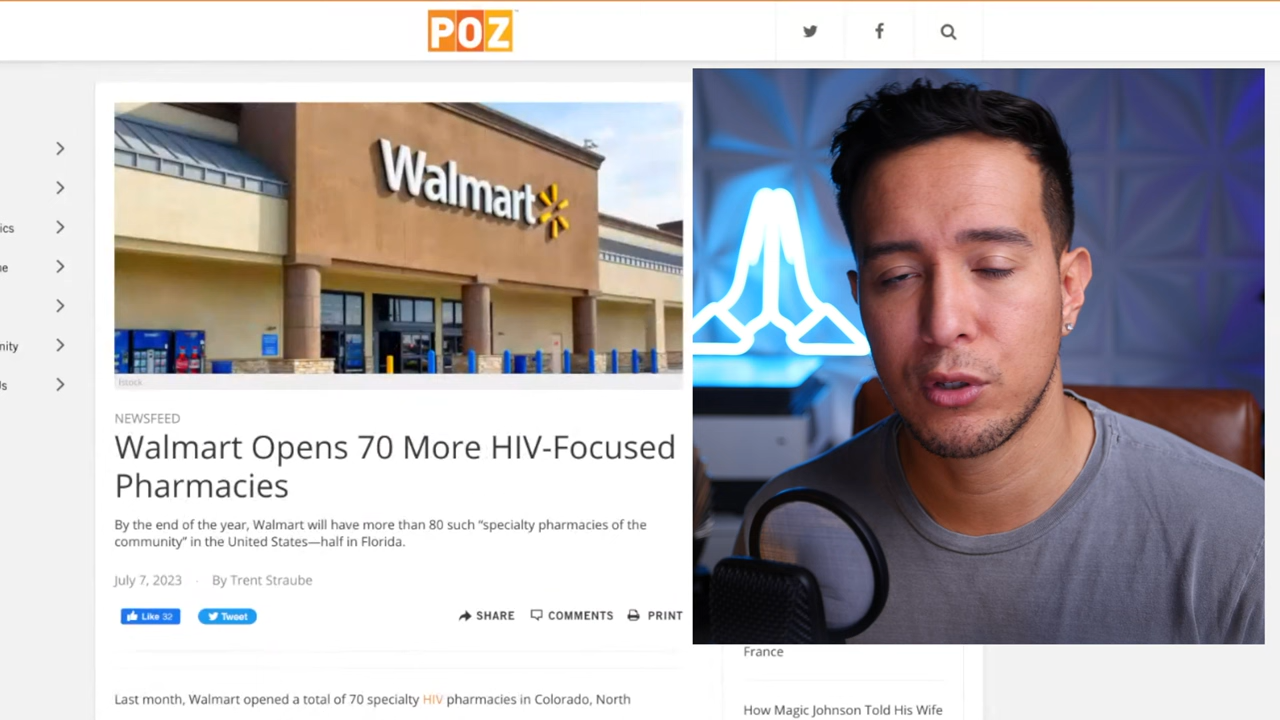 POZ
ics
e
nity
s
Walmart
iStock
NEWSFEED
Walmart Opens 70 More HIV-Focused
Pharmacies
By the end of the year, Walmart will have more than 80 such “specialty pharmacies of the
community” in the United States—half in Florida.
July 7, 2023 · By Trent Straube
Like 32 Tweet SHARE COMMENTS PRINT
France
Last month, Walmart opened a total of 70 specialty HIV pharmacies in Colorado, North
How Magic Johnson Told His Wife